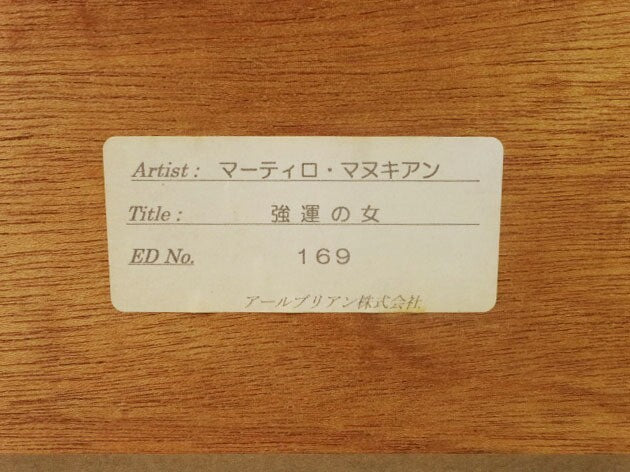 Artist : マーティロ・マヌキアン
Title : 強運の女
ED No. 169
アールブリアン株式会社